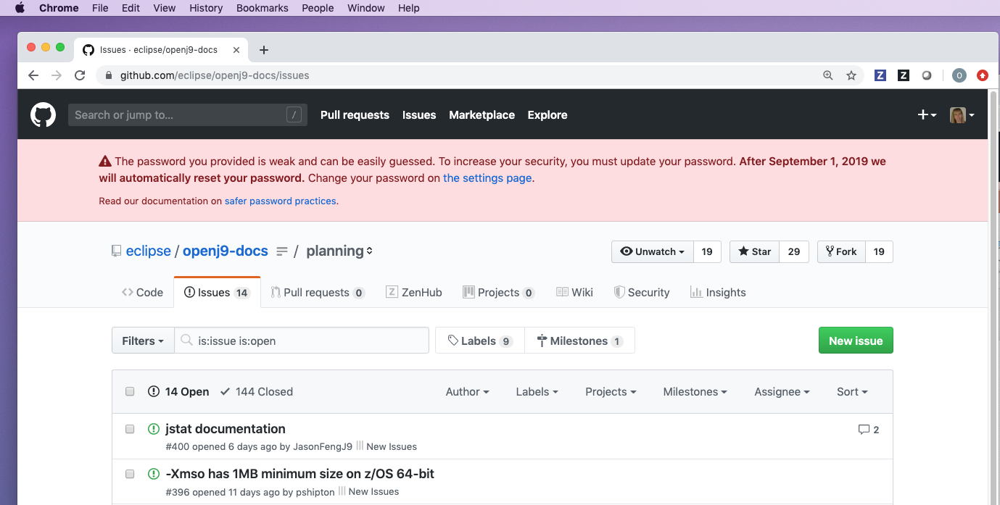 Chrome File Edit View History Bookmarks People Window Help
Issues · eclipse/openj9-docs
github.com/eclipse/openj9-docs/issues Z Z O
Search or jump to... / Pull requests Issues Marketplace Explore
The password you provided is weak and can be easily guessed. To increase your security, you must update your password. After September 1, 2019 we
will automatically reset your password. Change your password on the settings page.
Read our documentation on safer password practices.
eclipse / openj9-docs / planning Unwatch 19 Star 29 Fork 19
Code Issues 14 Pull requests 0 Z ZenHub Projects 0 Wiki Security Insights
Filters is:issue is:open Labels 9 Milestones 1 New issue
14 Open 144 Closed Author Labels Projects Milestones Assignee Sort
jstat documentation 2
#400 opened 6 days ago by JasonFengJ9 New Issues
-Xmso has 1MB minimum size on z/OS 64-bit
#396 opened 11 days ago by pshipton New Issues